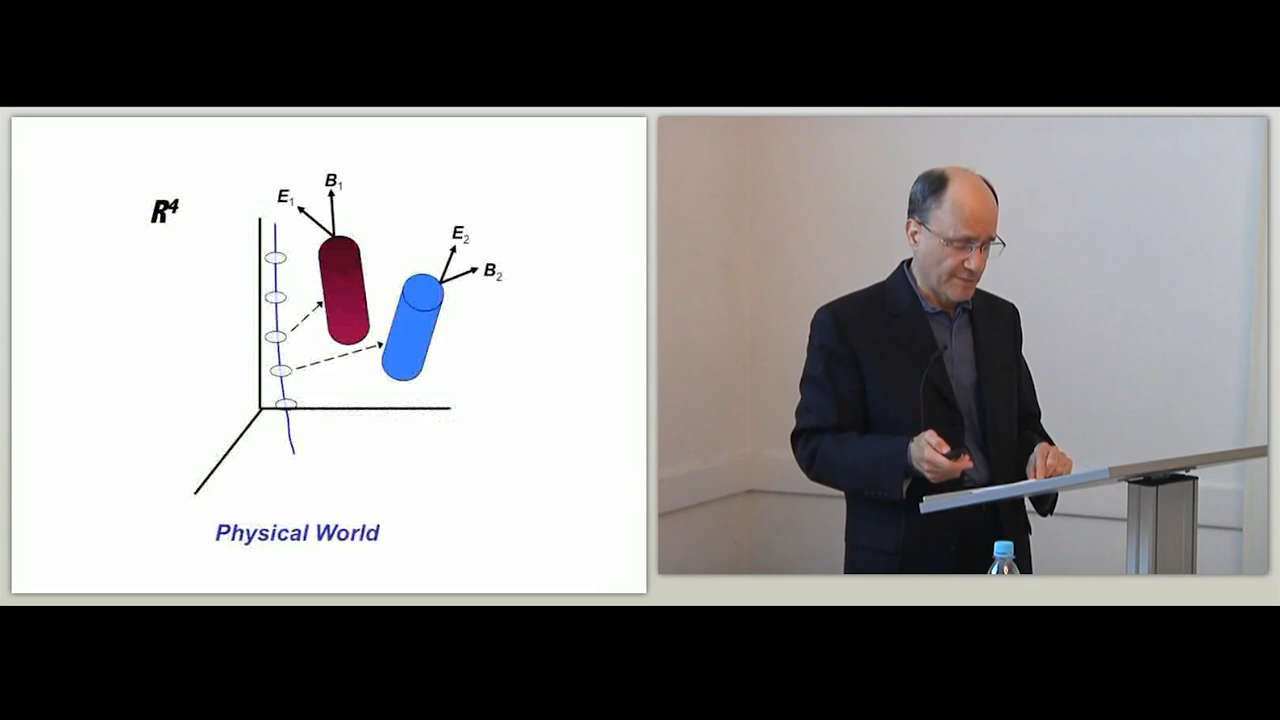 R⁴
E₁
B₁
E₂
B₂
Physical World